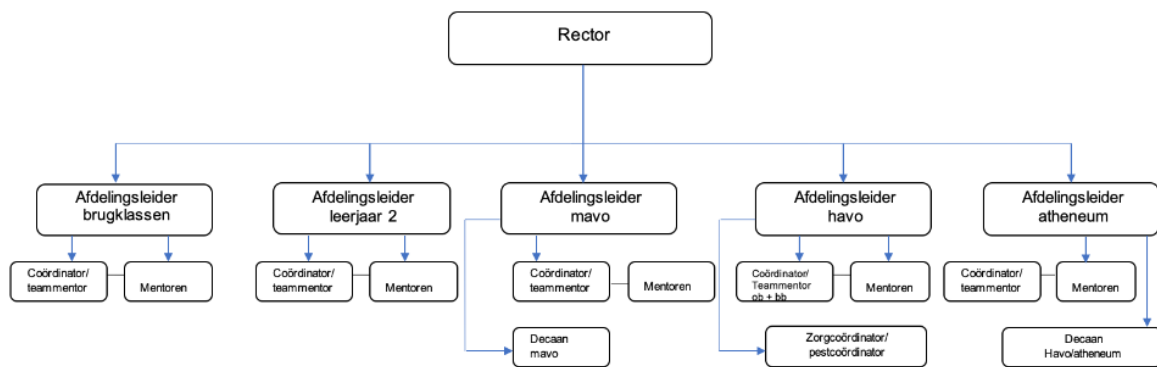 Rector
Afdelingsleider
brugklassen
Afdelingsleider
leerjaar 2
Afdelingsleider
mavo
Afdelingsleider
havo
Afdelingsleider
atheneum
Coördinator/
teammentor
Mentoren
Coördinator/
teammentor
Mentoren
Coördinator/
teammentor
Mentoren
Coördinator/
Teammentor
ob + bb
Mentoren
Coördinator/
teammentor
Mentoren
Decaan
mavo
Zorgcoördinator/
pestcoördinator
Decaan
Havo/atheneum